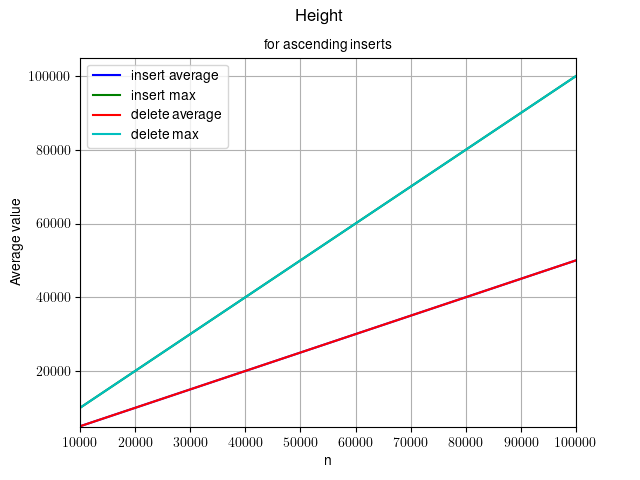 Height
for ascending inserts
insert average
insert max
delete average
delete max
Average value
100000
80000
60000
40000
20000
10000 20000 30000 40000 50000 60000 70000 80000 90000 100000
n